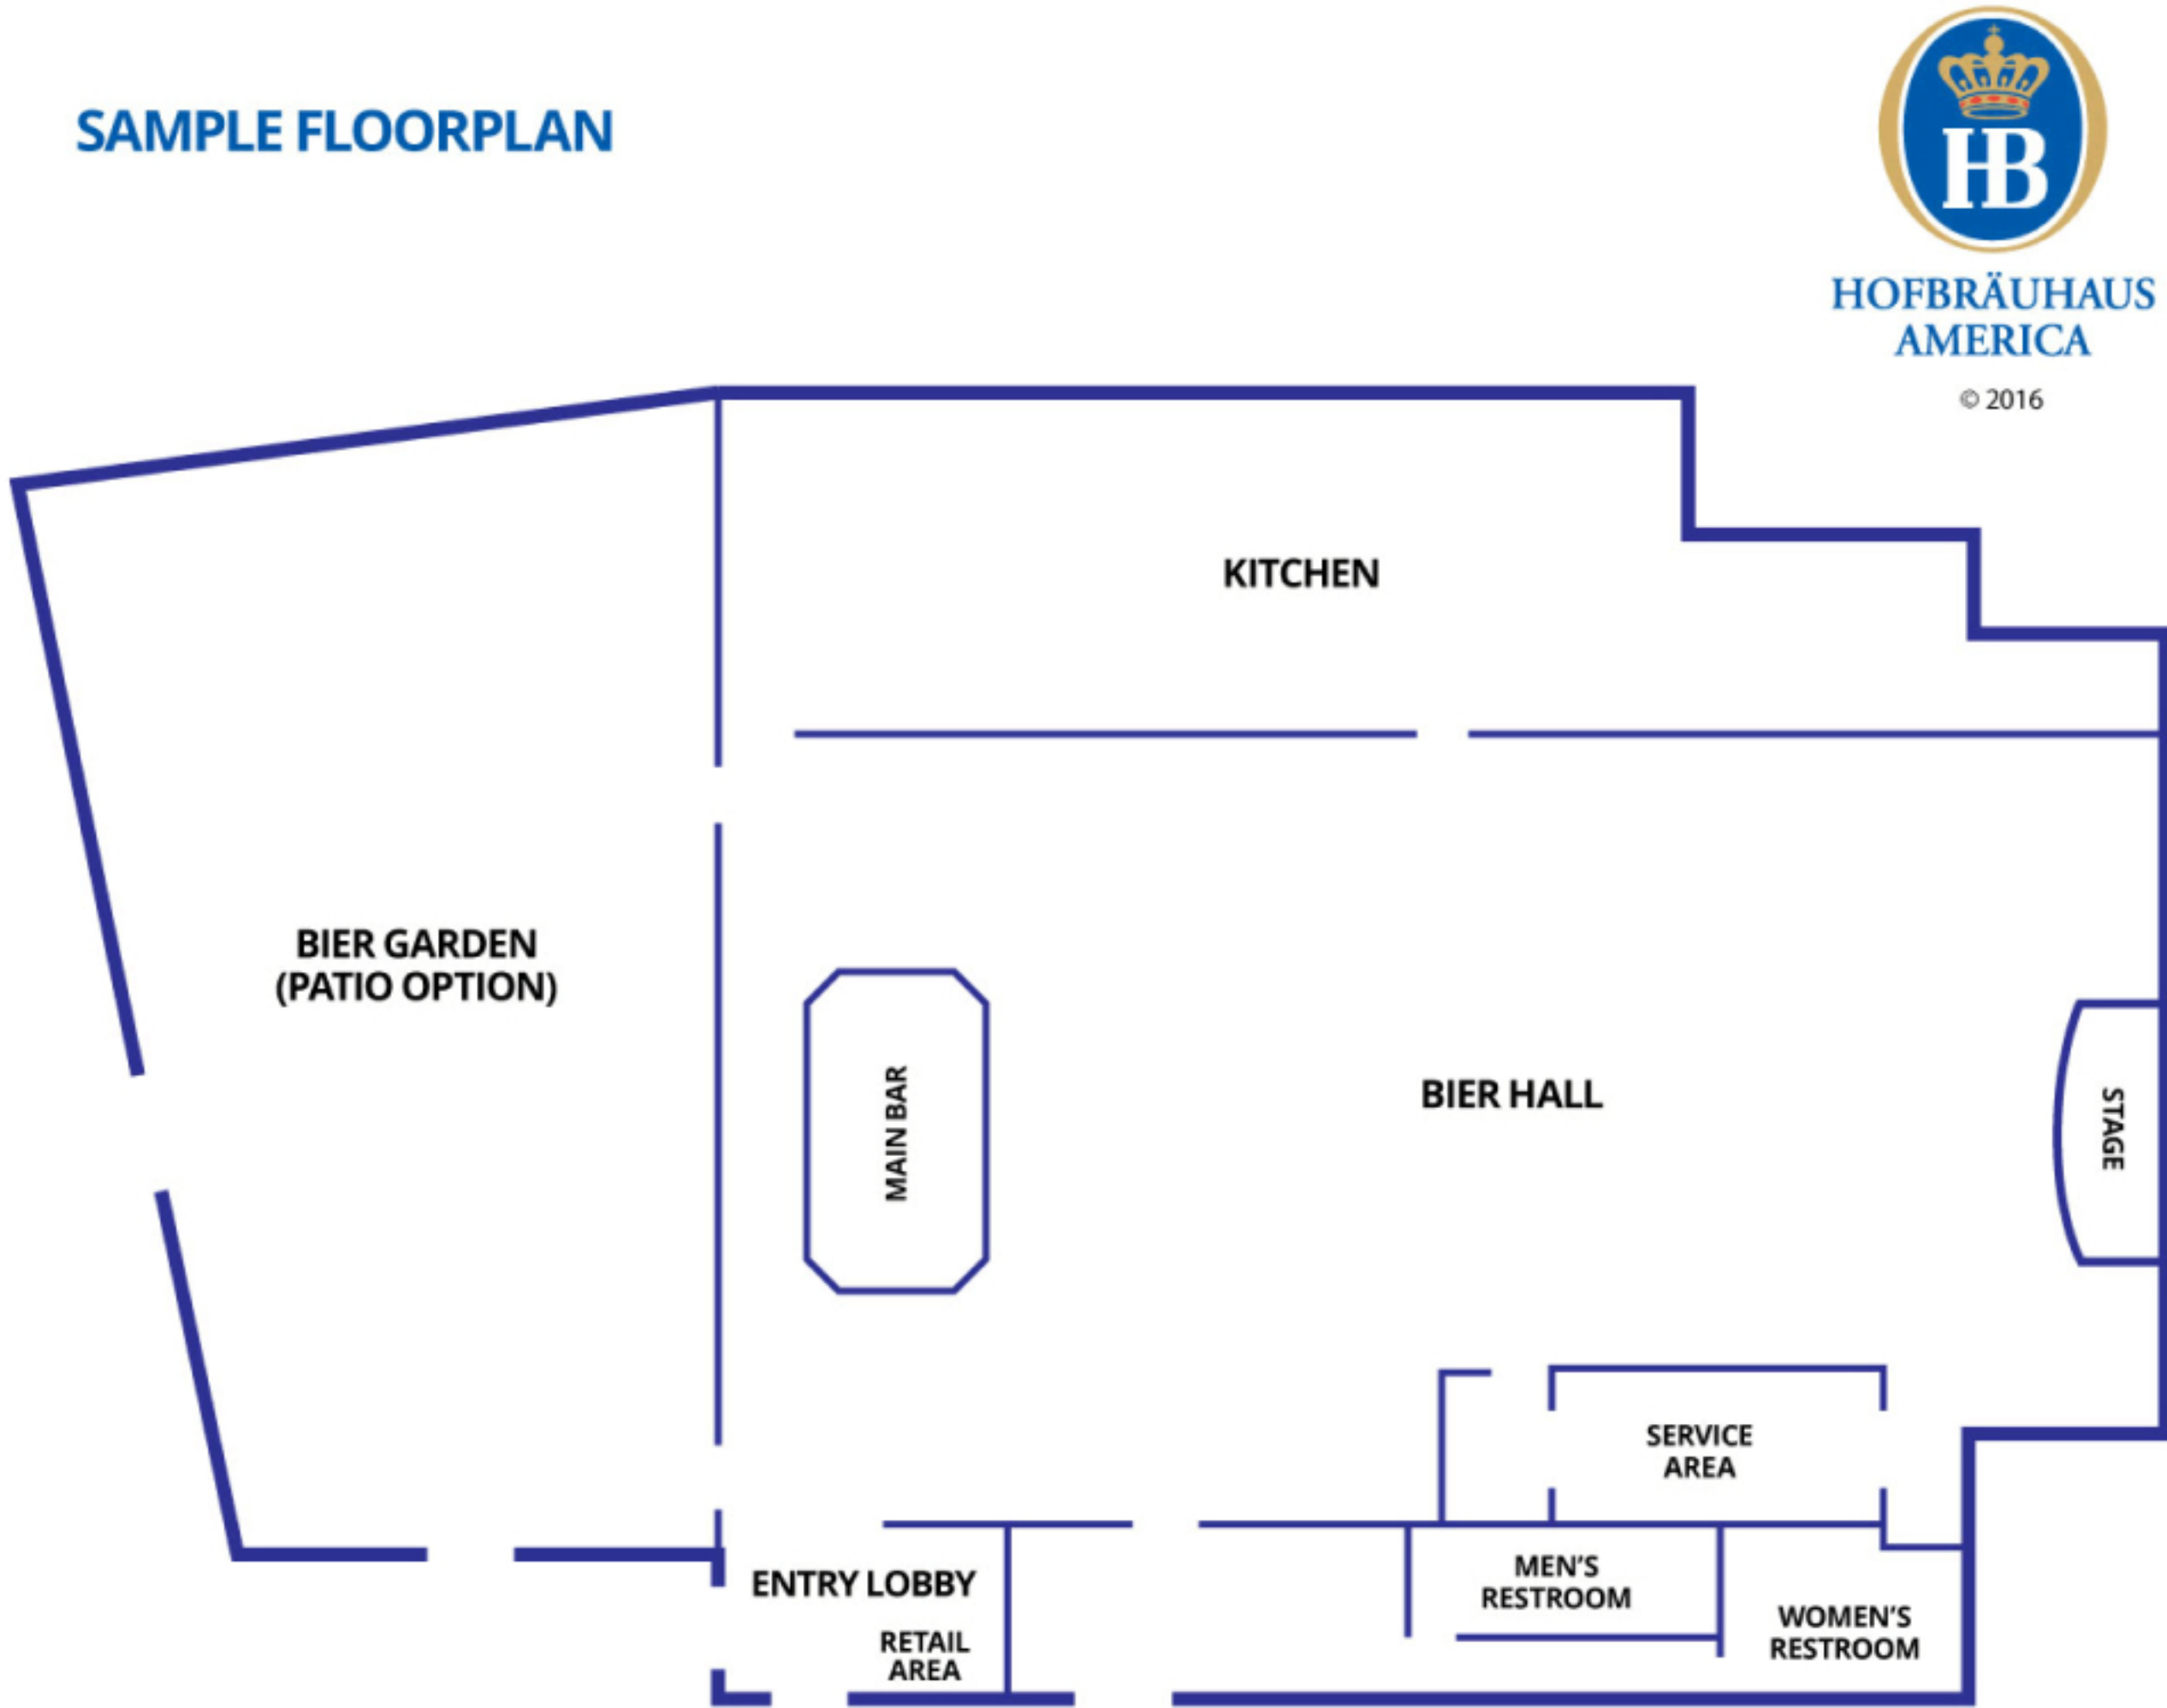 SAMPLE FLOORPLAN
HB
HOFBRÄUHAUS
AMERICA
© 2016
KITCHEN
BIER GARDEN
(PATIO OPTION)
MAIN BAR
BIER HALL
STAGE
SERVICE
AREA
ENTRY LOBBY
RETAIL
AREA
MEN'S
RESTROOM
WOMEN'S
RESTROOM